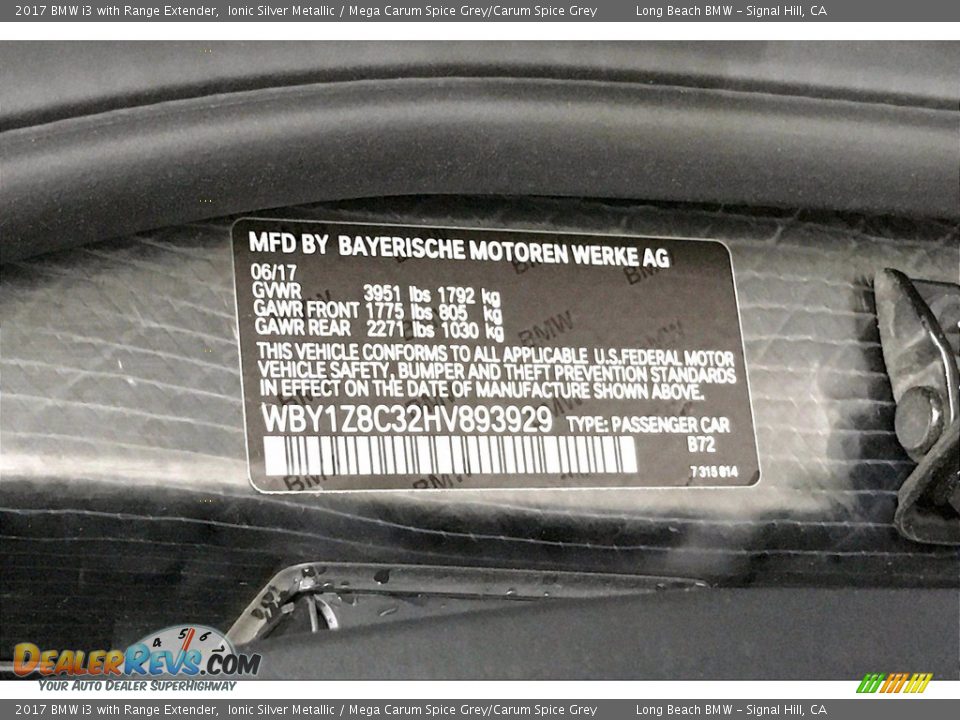 2017 BMW i3 with Range Extender, Ionic Silver Metallic / Mega Carum Spice Grey/Carum Spice Grey Long Beach BMW – Signal Hill, CA
MFD BY BAYERISCHE MOTOREN WERKE AG
06/17
GVWR 3951 lbs 1792 kg
GAWR FRONT 1775 lbs 805 kg
GAWR REAR 2271 lbs 1030 kg
THIS VEHICLE CONFORMS TO ALL APPLICABLE U.S.FEDERAL MOTOR
VEHICLE SAFETY, BUMPER AND THEFT PREVENTION STANDARDS
IN EFFECT ON THE DATE OF MANUFACTURE SHOWN ABOVE.
WBY1Z8C32HV893929 TYPE: PASSENGER CAR
B72
7 315 814
4 5 6
DEALERREVS.COM
YOUR AUTO DEALER SUPERHIGHWAY
2017 BMW i3 with Range Extender, Ionic Silver Metallic / Mega Carum Spice Grey/Carum Spice Grey Long Beach BMW – Signal Hill, CA